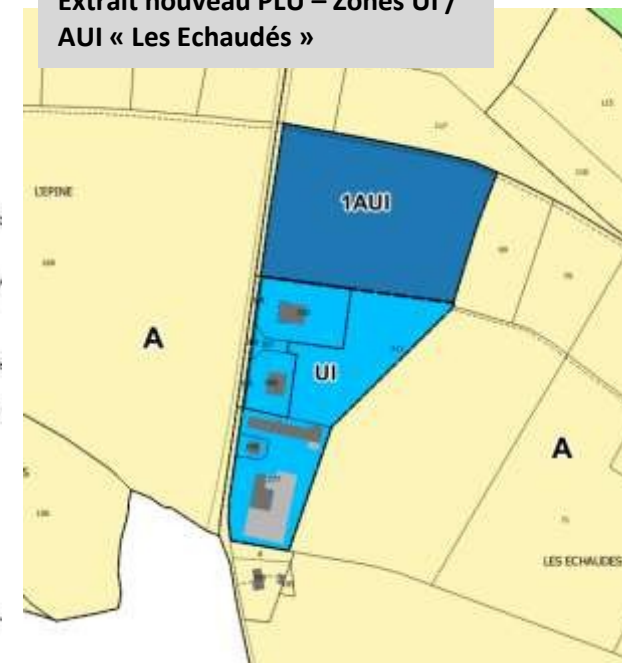 Extrait nouveau PLU – Zones UI /
AUI « Les Echaudés »
L'EPINE
1AUI
A
UI
A
LES ECHAUDES